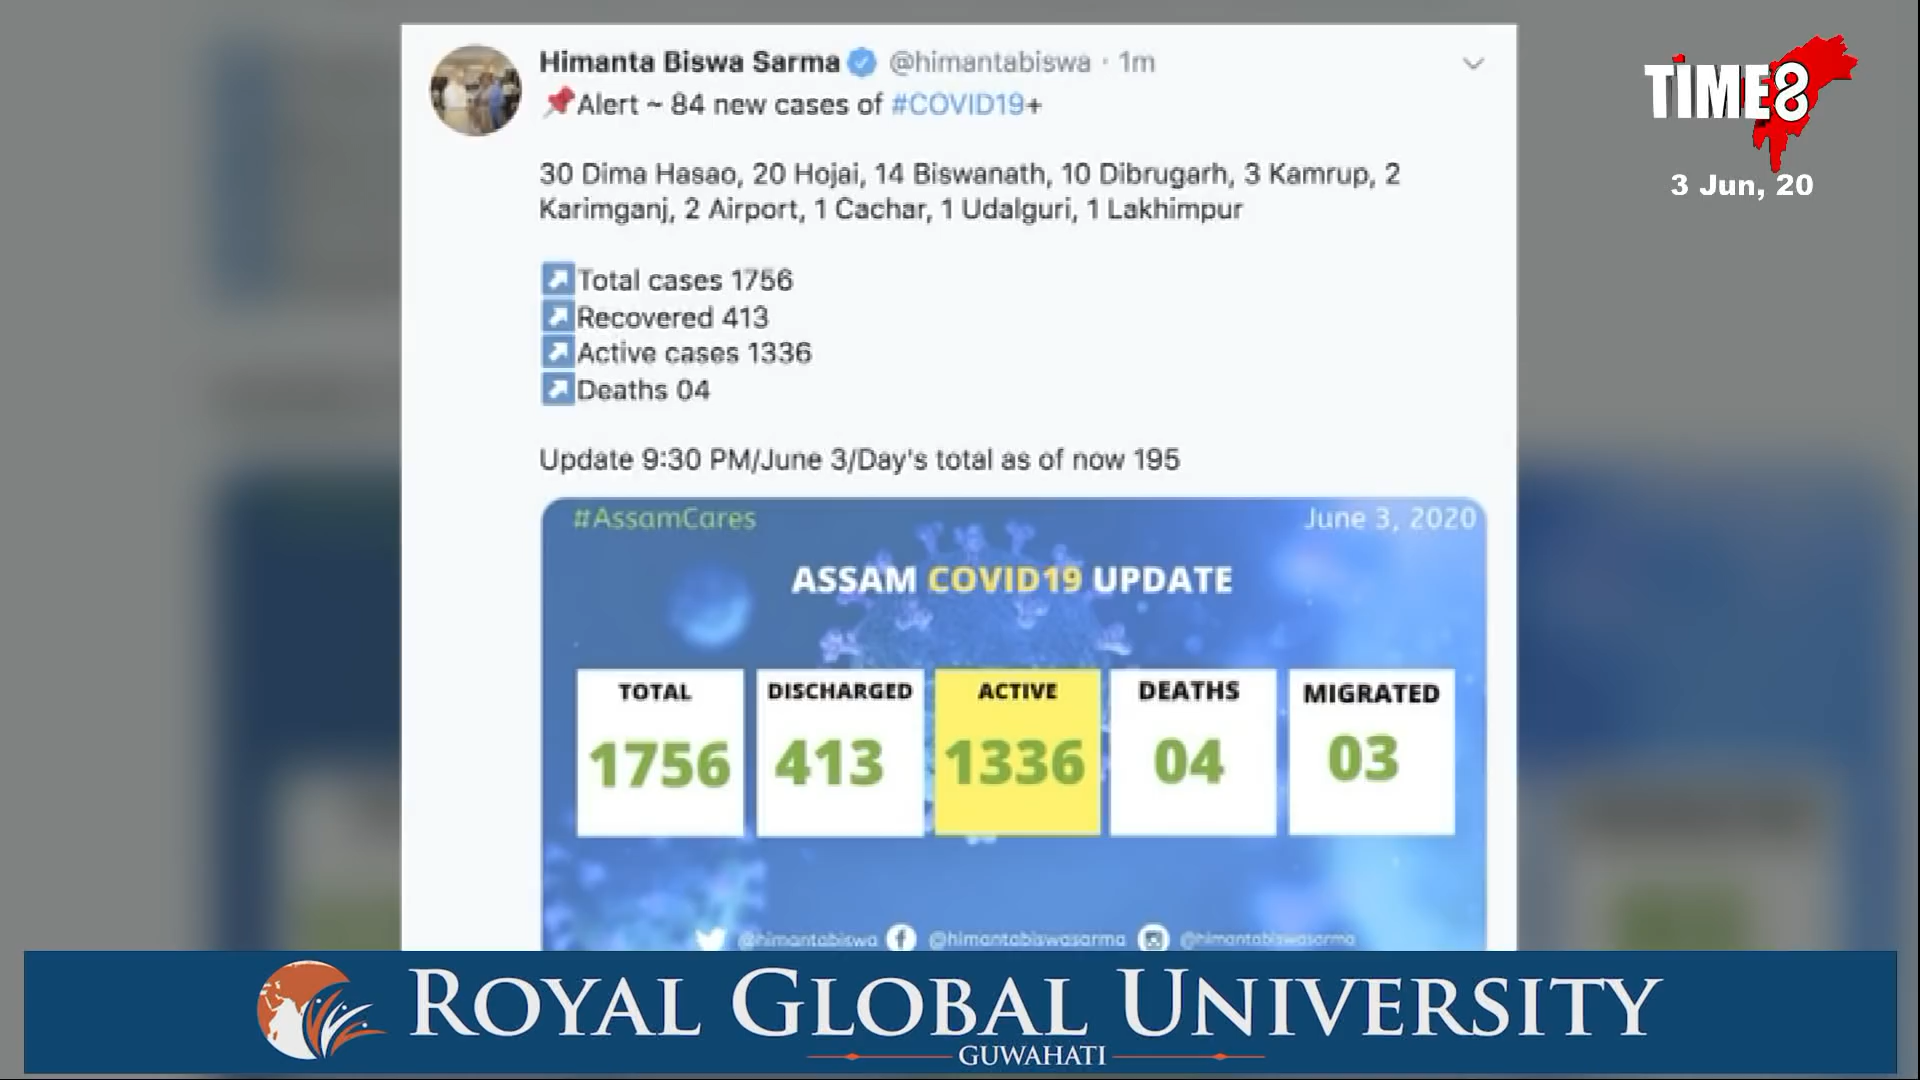 Himanta Biswa Sarma @himantabiswa · 1m
Alert ~ 84 new cases of #COVID19+
30 Dima Hasao, 20 Hojai, 14 Biswanath, 10 Dibrugarh, 3 Kamrup, 2
Karimganj, 2 Airport, 1 Cachar, 1 Udalguri, 1 Lakhimpur
Total cases 1756
Recovered 413
Active cases 1336
Deaths 04
Update 9:30 PM/June 3/Day's total as of now 195
#AssamCares
June 3, 2020
ASSAM COVID19 UPDATE
TOTAL
1756
DISCHARGED
413
ACTIVE
1336
DEATHS
04
MIGRATED
03
@himantabiswa @himantabiswasarma @himantabiswasarma
TIME8
3 Jun, 20
ROYAL GLOBAL UNIVERSITY
GUWAHATI